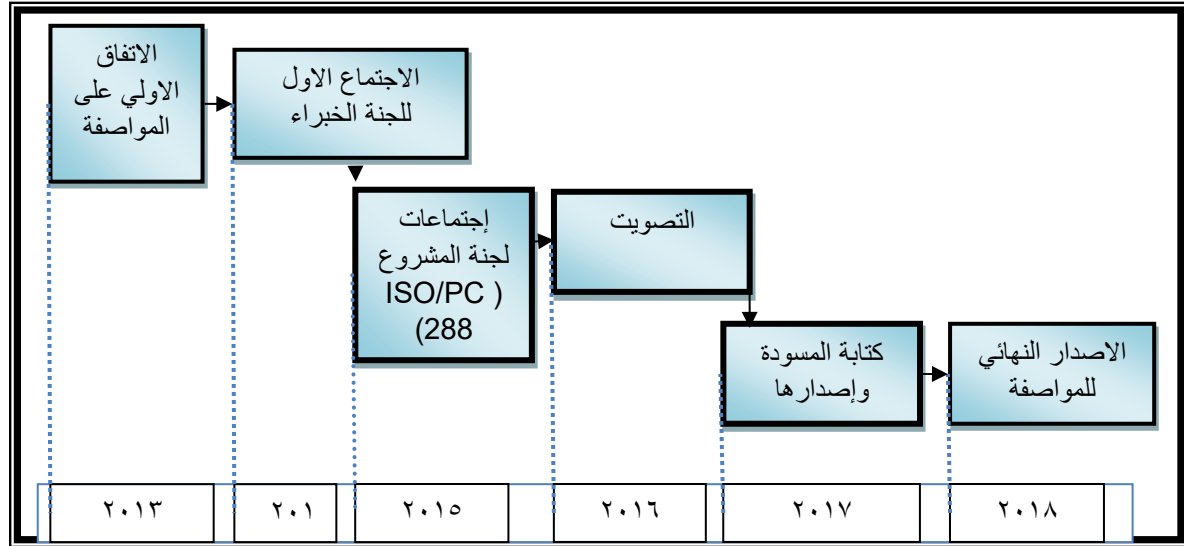 الاتفاق
الاولي على
المواصفة
الاجتماع الاول
للجنة الخبراء
إجتماعات
لجنة المشروع
ISO/PC )
(288
التصويت
كتابة المسودة
وإصدارها
الاصدار النهائي
للمواصفة
٢٠١٣
٢٠١
٢٠١٥
٢٠١٦
٢٠١٧
٢٠١٨